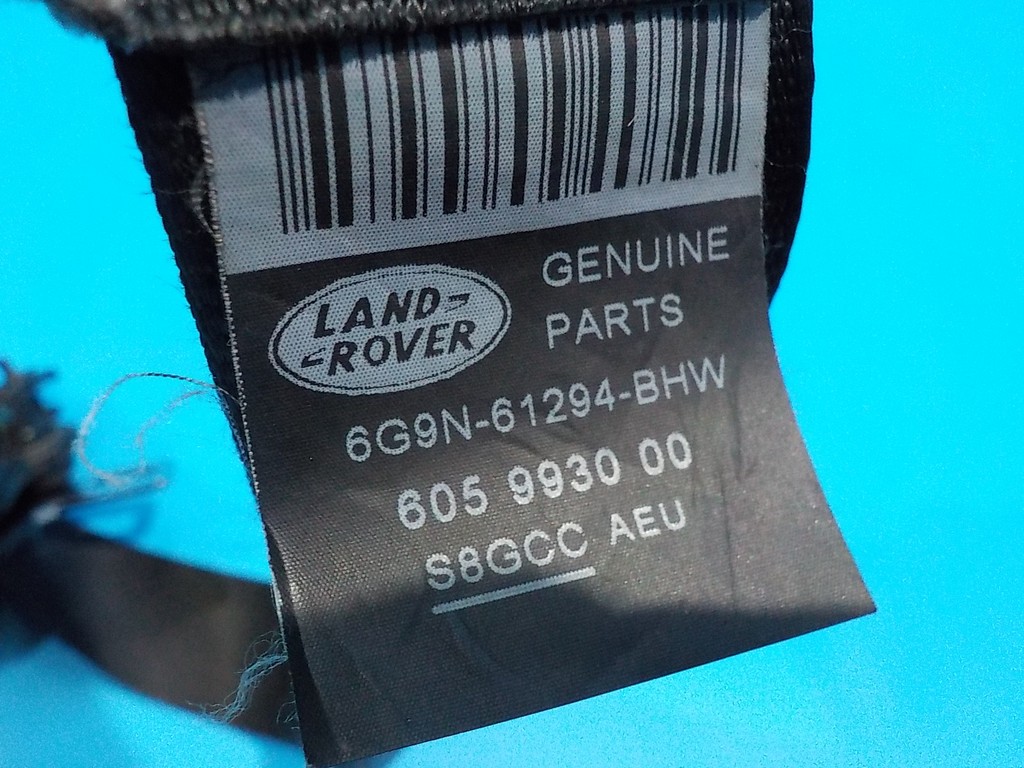 LAND-
-ROVER
GENUINE
PARTS
6G9N-61294-BHW
605 9930 00
S8GCC AEU